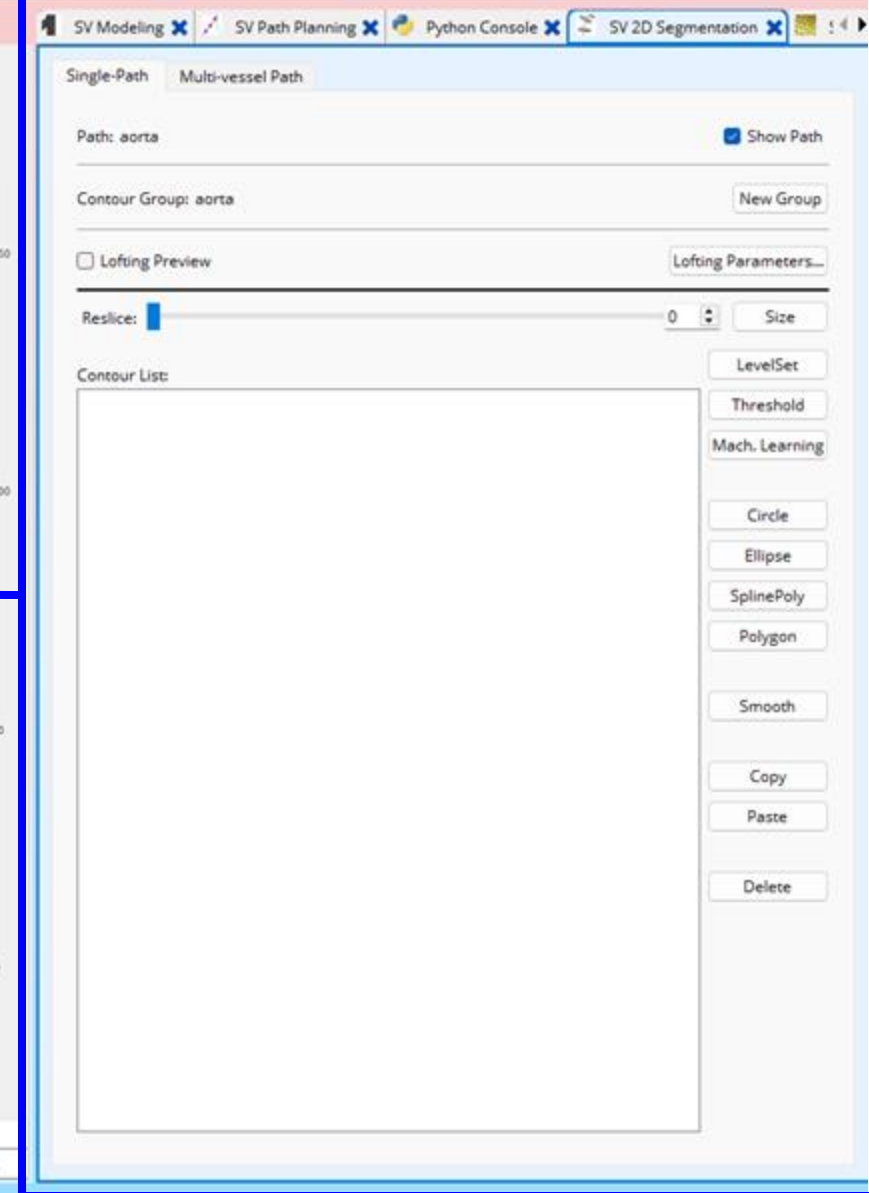 SV Modeling SV Path Planning Python Console SV 2D Segmentation
Single-Path Multi-vessel Path
Path: aorta Show Path
Contour Group: aorta New Group
Lofting Preview Lofting Parameters...
Reslice: 0 Size
Contour List:
LevelSet
Threshold
Mach. Learning
Circle
Ellipse
SplinePoly
Polygon
Smooth
Copy
Paste
Delete